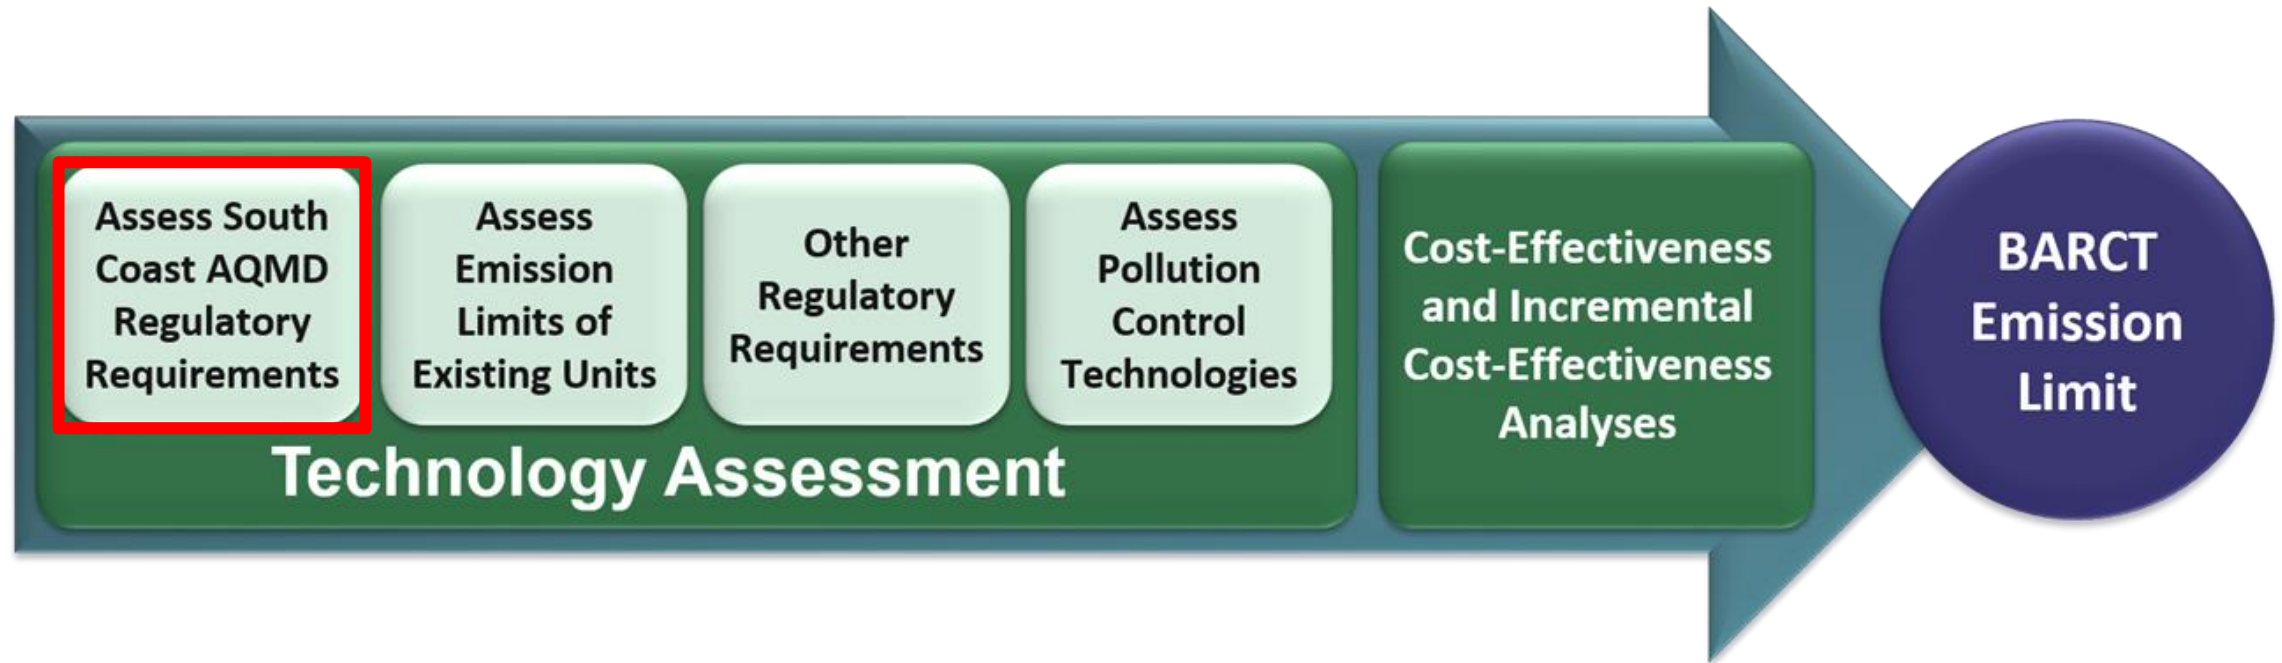 Assess South
Coast AQMD
Regulatory
Requirements
Assess
Emission
Limits of
Existing Units
Other
Regulatory
Requirements
Assess
Pollution
Control
Technologies
Technology Assessment
Cost-Effectiveness
and Incremental
Cost-Effectiveness
Analyses
BARCT
Emission
Limit